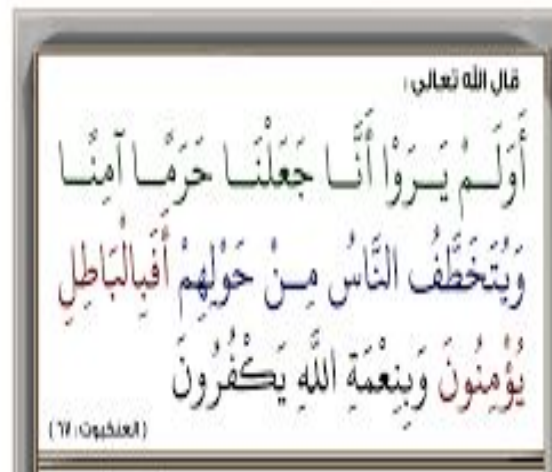 قال الله تعالى:
أَوَلَمْ يَرَوْا أَنَّا جَعَلْنَا حَرَمًا آمِنًا
وَيُتَخَطَّفُ النَّاسُ مِنْ حَوْلِهِمْ أَفَبِالْبَاطِلِ
يُؤْمِنُونَ وَبِنِعْمَةِ اللَّهِ يَكْفُرُونَ
(العنكبوت: ٦٧)